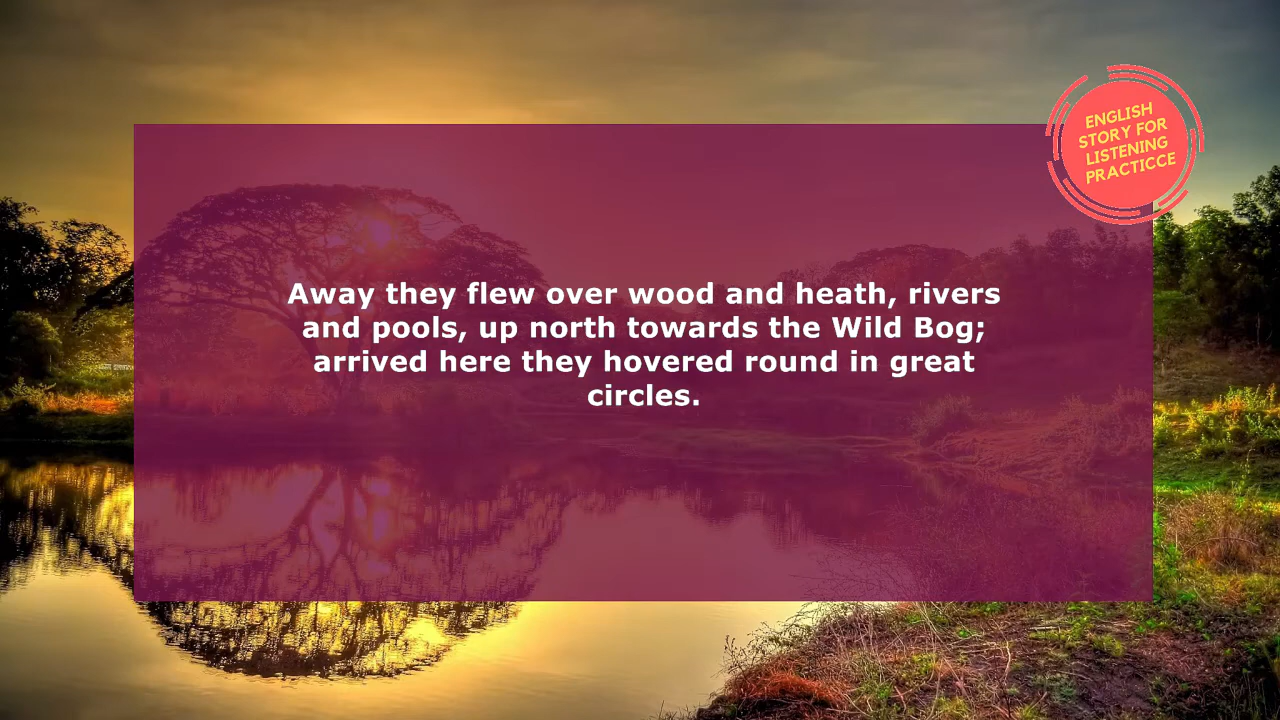 ENGLISH
STORY FOR
LISTENING
PRACTICCE
Away they flew over wood and heath, rivers
and pools, up north towards the Wild Bog;
arrived here they hovered round in great
circles.